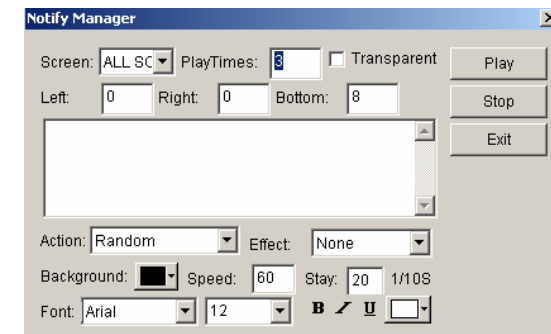 Notify Manager
Screen: ALL SC PlayTimes: 3 Transparent Play
Left: 0 Right: 0 Bottom: 8 Stop
Exit
Action: Random Effect: None
Background: Speed: 60 Stay: 20 1/10S
Font: Arial 12 B I U